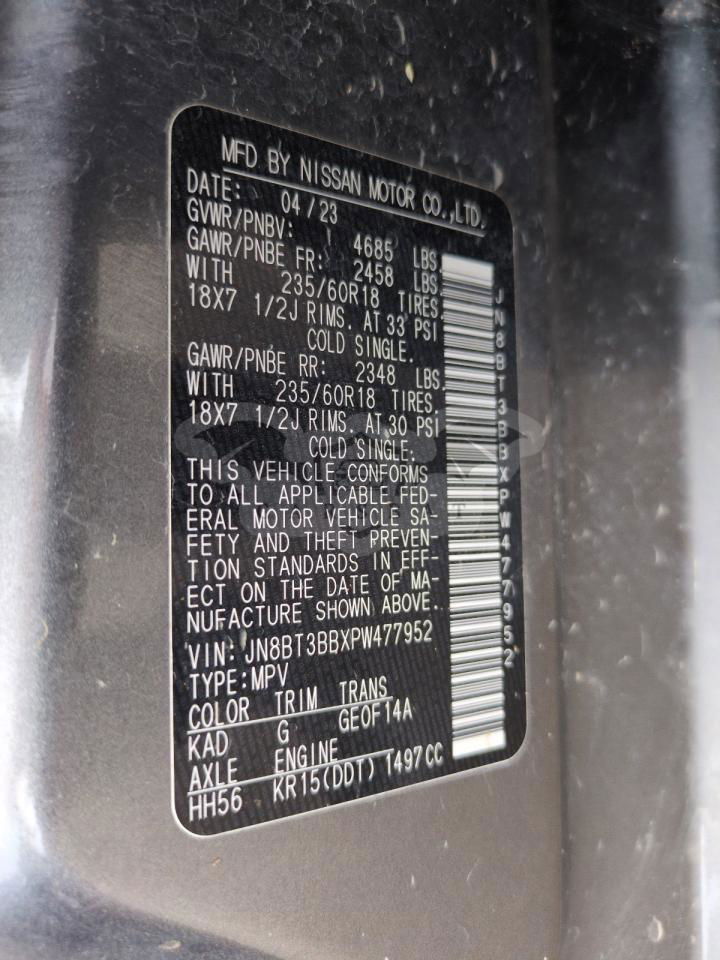 MFD BY NISSAN MOTOR CO.,LTD.
DATE: 04/23
GVWR/PNBV: 4685 LBS.
GAWR/PNBE FR: 2458 LBS.
WITH 235/60R18 TIRES.
18X7 1/2J RIMS. AT 33 PSI
COLD SINGLE.
GAWR/PNBE RR: 2348 LBS.
WITH 235/60R18 TIRES.
18X7 1/2J RIMS. AT 30 PSI
COLD SINGLE.
THIS VEHICLE CONFORMS
TO ALL APPLICABLE FED-
ERAL MOTOR VEHICLE SA-
FETY AND THEFT PREVEN-
TION STANDARDS IN EFF-
ECT ON THE DATE OF MA-
NUFACTURE SHOWN ABOVE.
VIN: JN8BT3BBXPW477952
TYPE:MPV
COLOR TRIM TRANS
KAD G GE0F14A
AXLE ENGINE
HH56 KR15(DDT) 1497CC
JN8BT3BBXPW477952